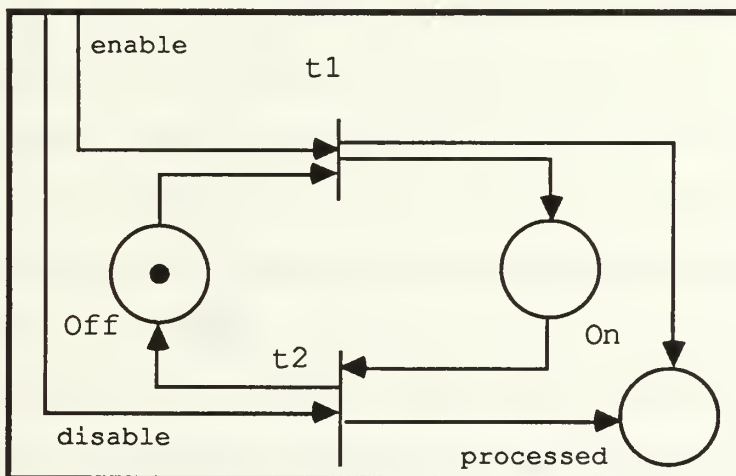 enable
t1
Off
On
t2
disable
processed